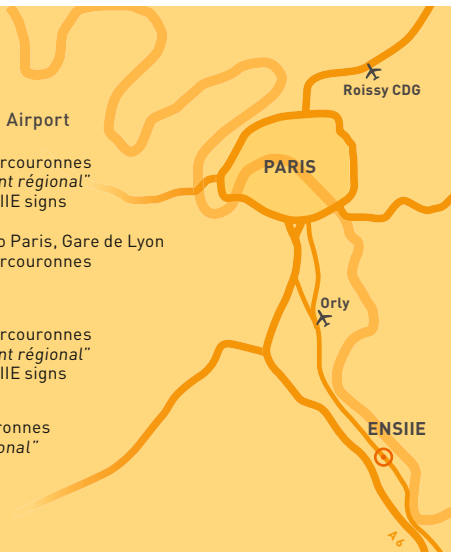 Airport
rcouronnes
nt régional”
IIE signs
o Paris, Gare de Lyon
rcouronnes
rcouronnes
nt régional”
IIE signs
ronnes
onal”
Roissy CDG
PARIS
Orly
ENSIIE
A6